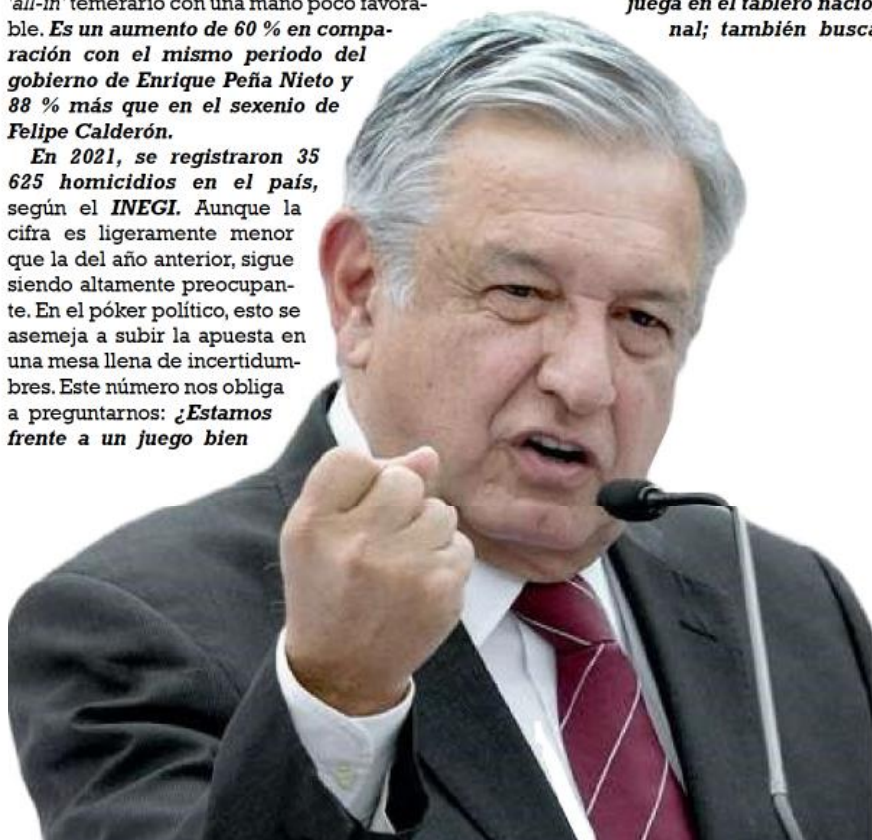 'all-in' temerario con una mano poco favora-
ble. Es un aumento de 60 % en compa-
ración con el mismo periodo del
gobierno de Enrique Peña Nieto y
88 % más que en el sexenio de
Felipe Calderón.
En 2021, se registraron 35
625 homicidios en el país,
según el INEGI. Aunque la
cifra es ligeramente menor
que la del año anterior, sigue
siendo altamente preocupan-
te. En el póker político, esto se
asemeja a subir la apuesta en
una mesa llena de incertidum-
bres. Este número nos obliga
a preguntarnos: ¿Estamos
frente a un juego bien
juega en el tablero nacio-
nal; también busca